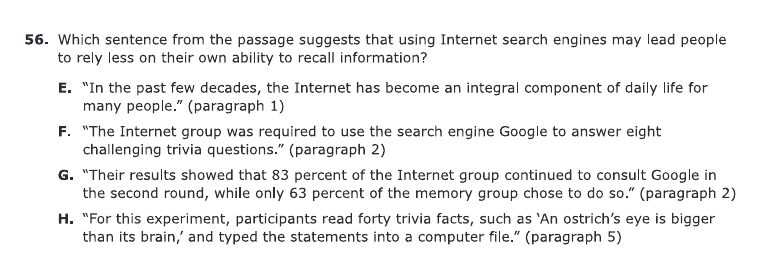 56. Which sentence from the passage suggests that using Internet search engines may lead people
to rely less on their own ability to recall information?
E. “In the past few decades, the Internet has become an integral component of daily life for
many people.” (paragraph 1)
F. “The Internet group was required to use the search engine Google to answer eight
challenging trivia questions.” (paragraph 2)
G. “Their results showed that 83 percent of the Internet group continued to consult Google in
the second round, while only 63 percent of the memory group chose to do so.” (paragraph 2)
H. “For this experiment, participants read forty trivia facts, such as ‘An ostrich’s eye is bigger
than its brain,’ and typed the statements into a computer file.” (paragraph 5)